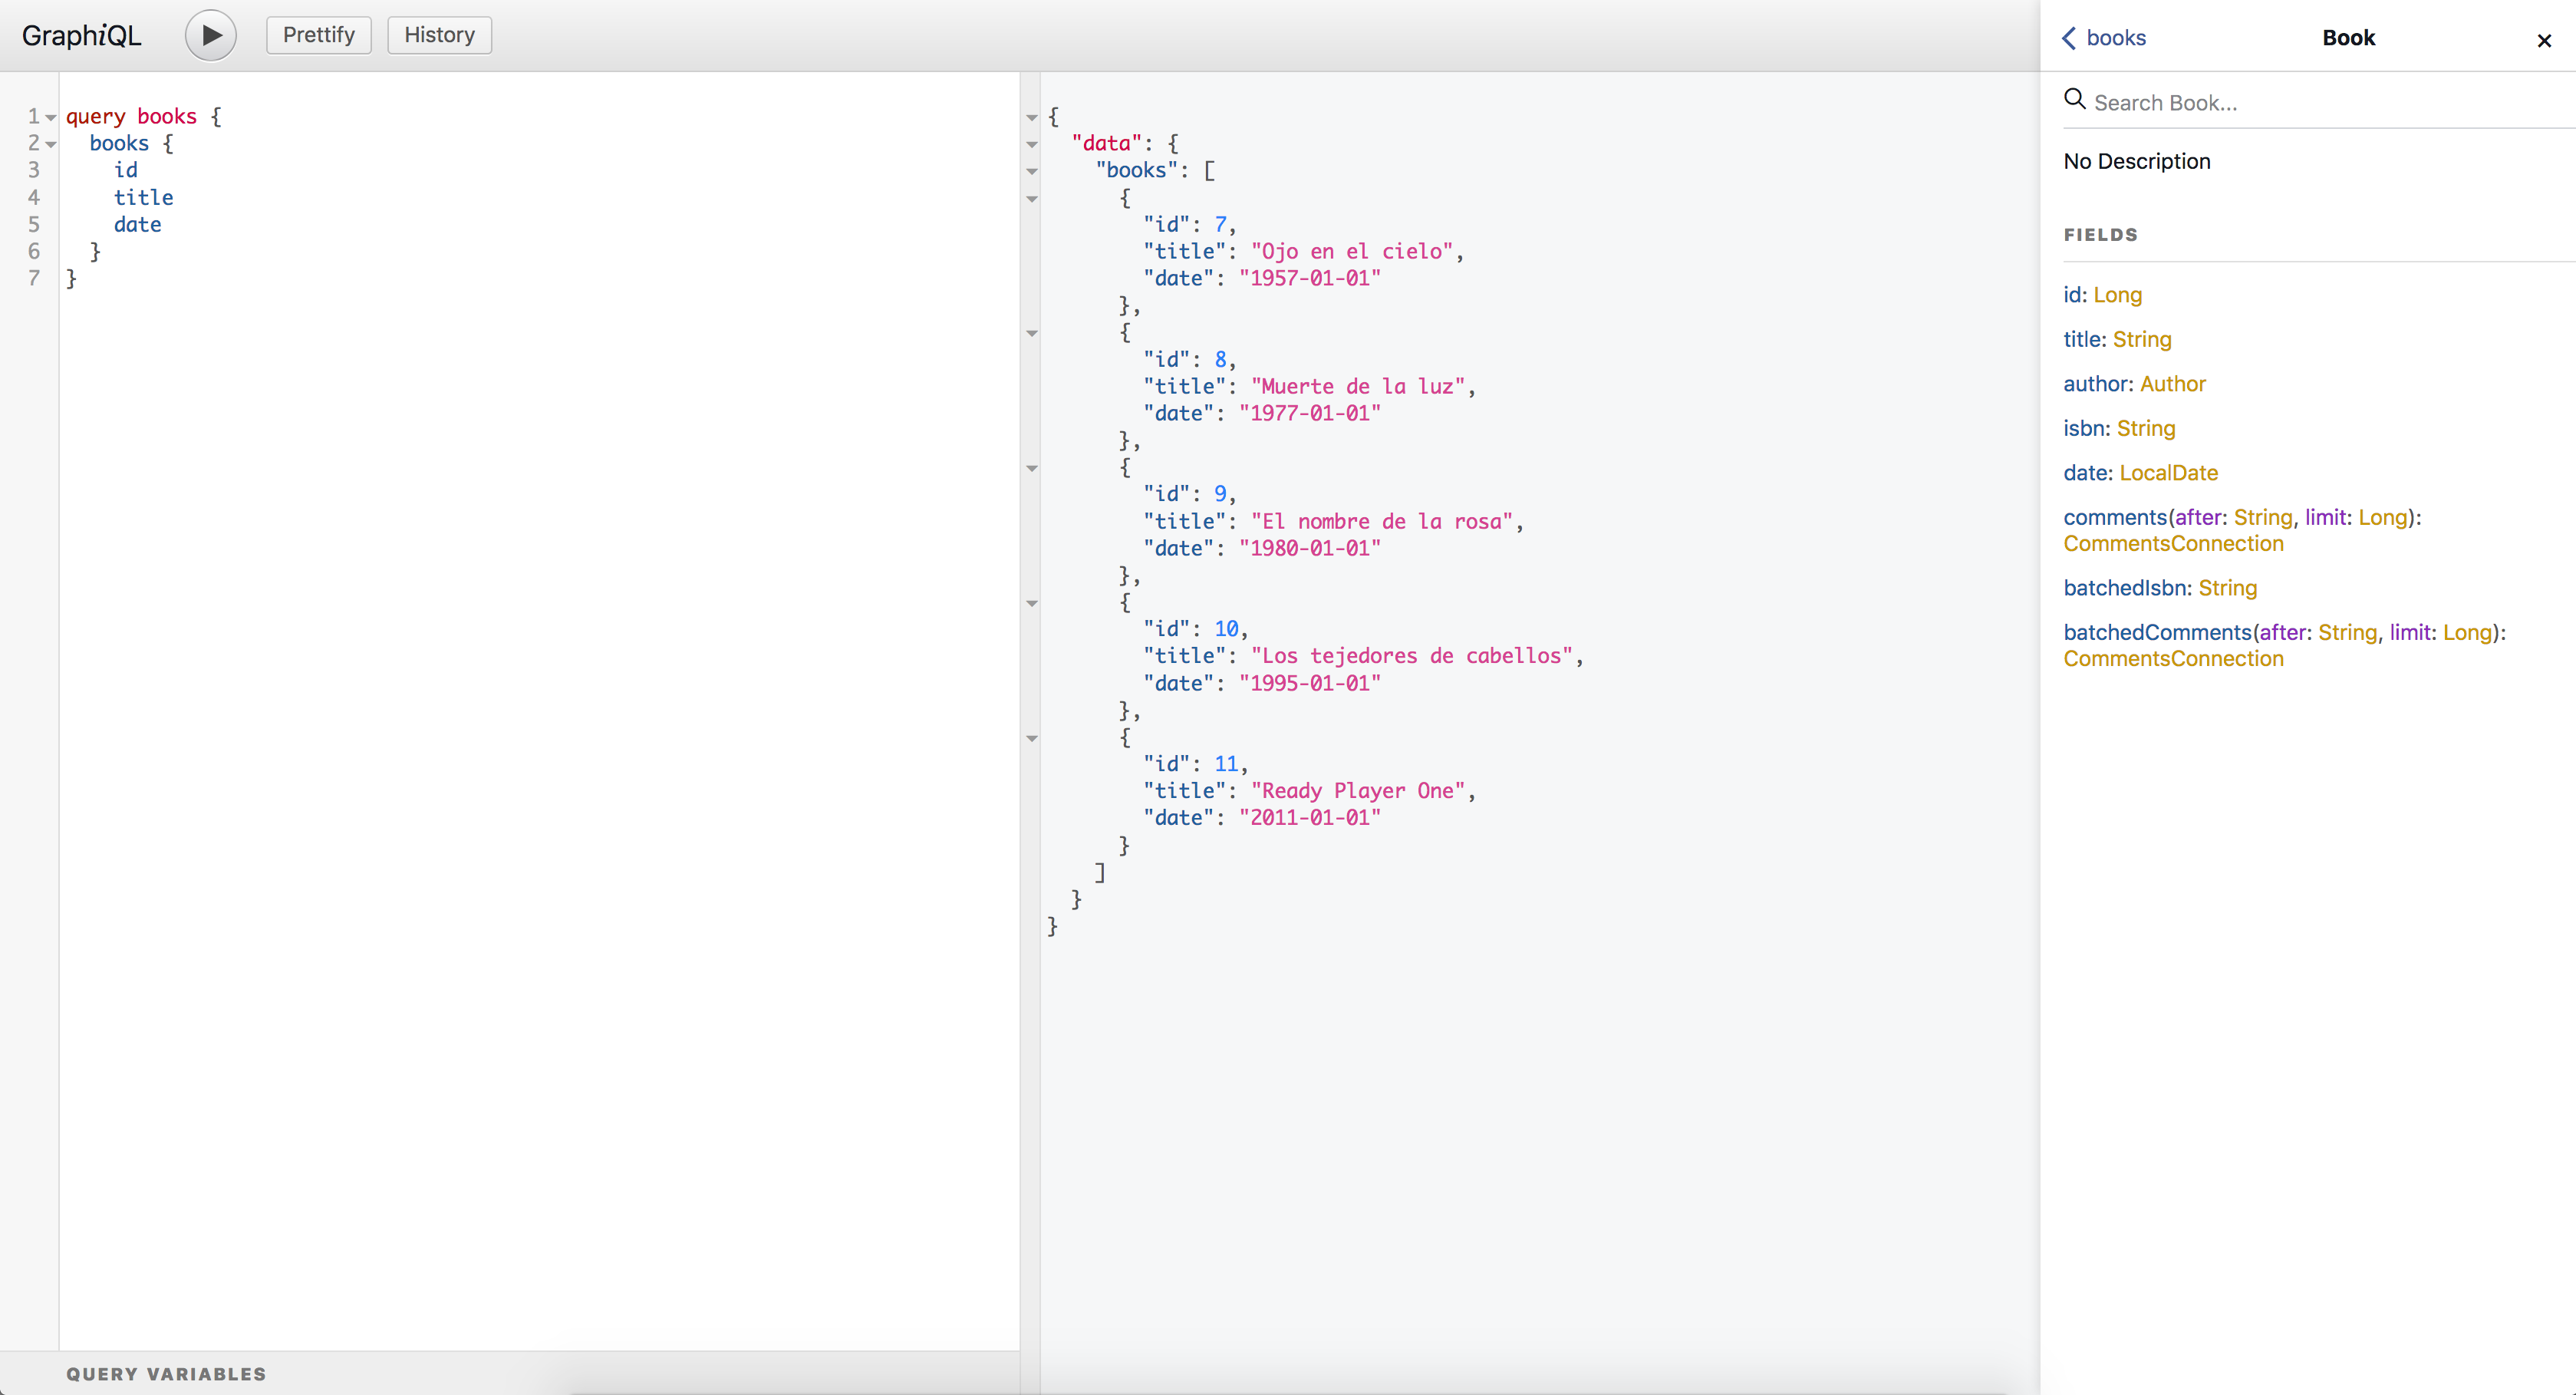 GraphiQL
Prettify
History
1 query books {
2 books {
3 id
4 title
5 date
6 }
7 }
QUERY VARIABLES
{
"data": {
"books": [
{
"id": 7,
"title": "Ojo en el cielo",
"date": "1957-01-01"
},
{
"id": 8,
"title": "Muerte de la luz",
"date": "1977-01-01"
},
{
"id": 9,
"title": "El nombre de la rosa",
"date": "1980-01-01"
},
{
"id": 10,
"title": "Los tejedores de cabellos",
"date": "1995-01-01"
},
{
"id": 11,
"title": "Ready Player One",
"date": "2011-01-01"
}
]
}
}
books
Book
Search Book...
No Description
FIELDS
id: Long
title: String
author: Author
isbn: String
date: LocalDate
comments(after: String, limit: Long):
CommentsConnection
batchedIsbn: String
batchedComments(after: String, limit: Long):
CommentsConnection